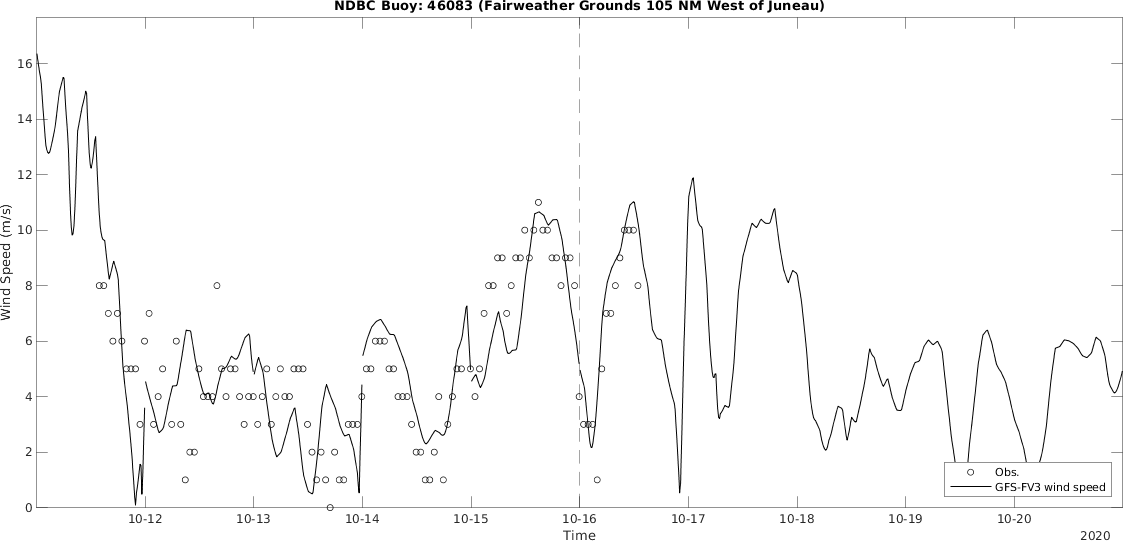 NDBC Buoy: 46083 (Fairweather Grounds 105 NM West of Juneau)
Wind Speed (m/s)
16
14
12
10
8
6
4
2
0
10-12 10-13 10-14 10-15 10-16 10-17 10-18 10-19 10-20
Time
2020
Obs.
GFS-FV3 wind speed